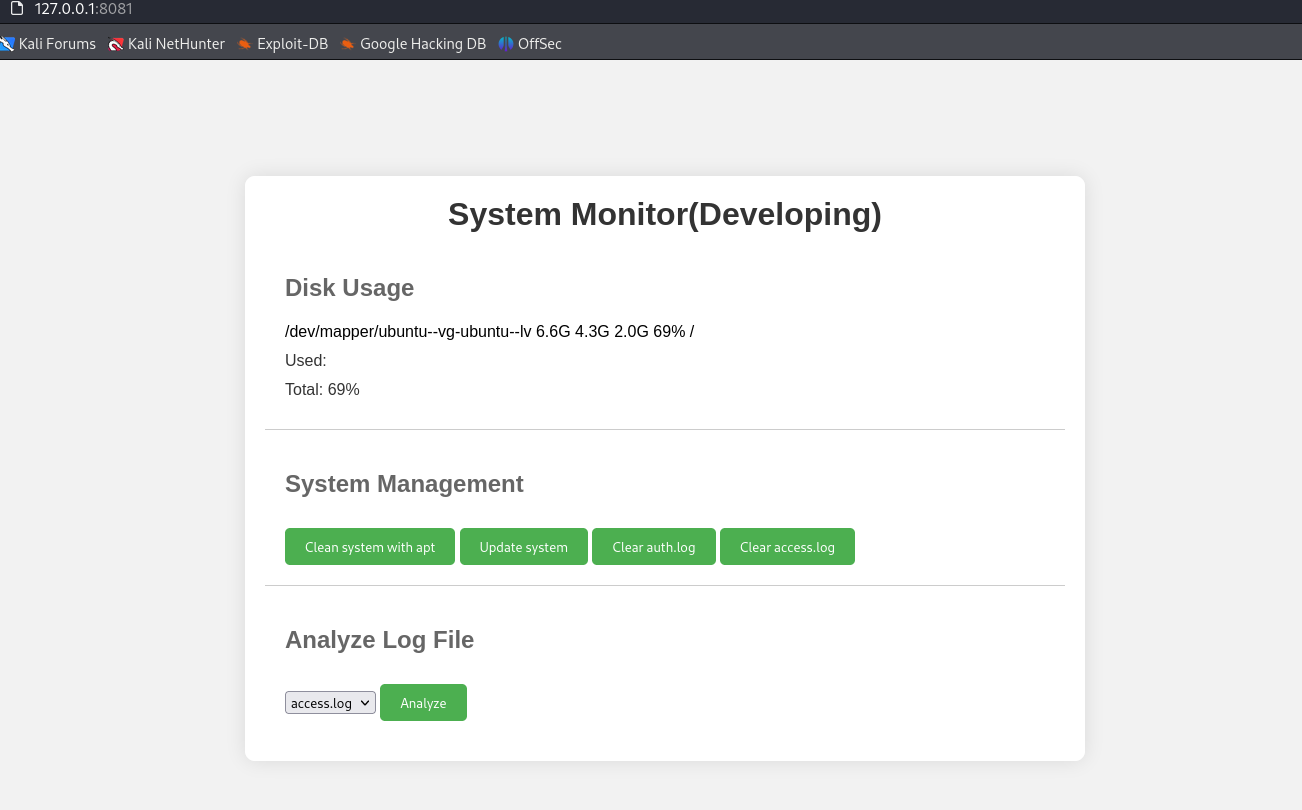 127.0.0.1:8081
Kali Forums Kali NetHunter Exploit-DB Google Hacking DB OffSec
System Monitor(Developing)
Disk Usage
/dev/mapper/ubuntu--vg-ubuntu--lv 6.6G 4.3G 2.0G 69% /
Used:
Total: 69%
System Management
Clean system with apt Update system Clear auth.log Clear access.log
Analyze Log File
access.log Analyze